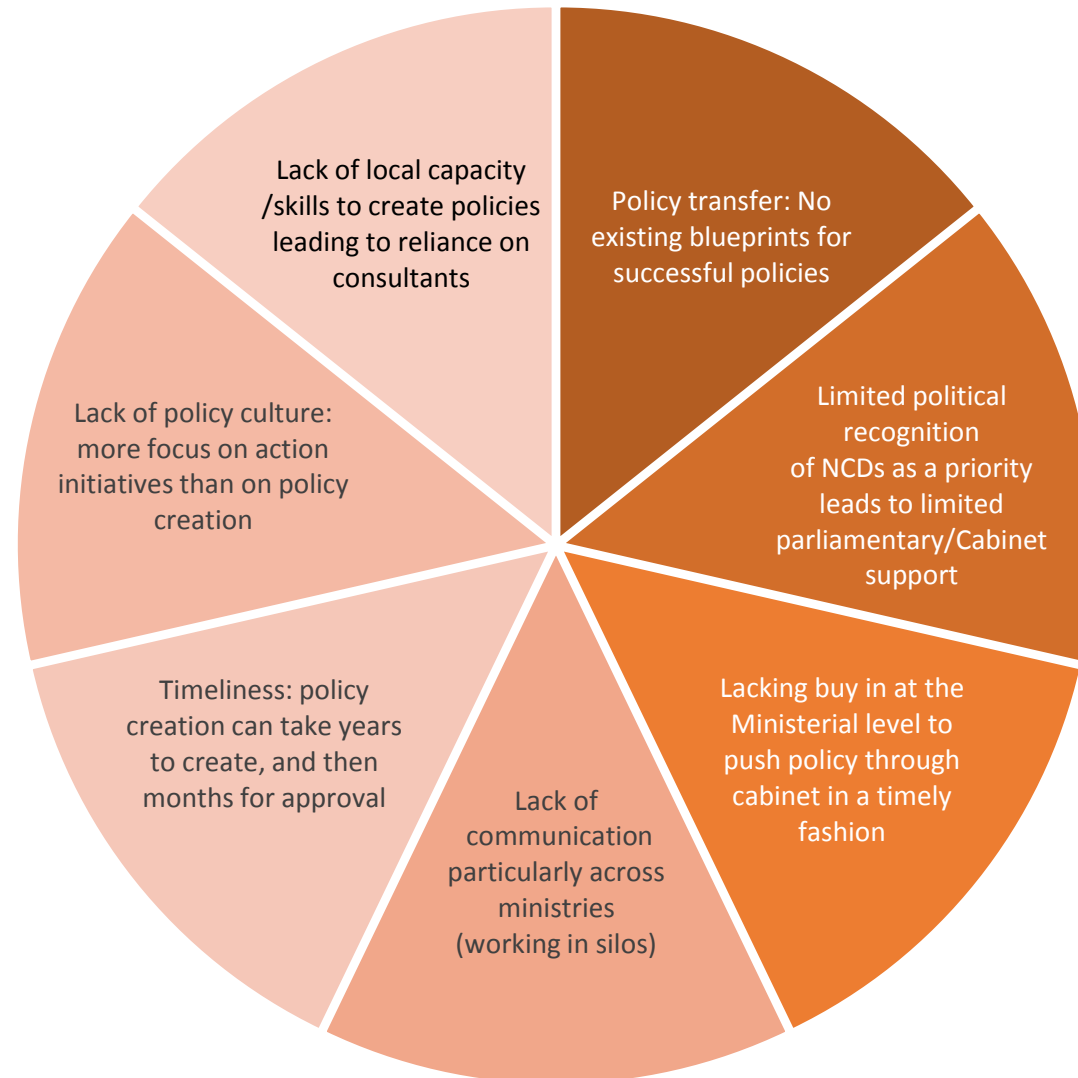 Policy transfer: No
existing blueprints for
successful policies
Limited political
recognition
of NCDs as a priority
leads to limited
parliamentary/Cabinet
support
Lacking buy in at the
Ministerial level to
push policy through
cabinet in a timely
fashion
Lack of
communication
particularly across
ministries
(working in silos)
Timeliness: policy
creation can take years
to create, and then
months for approval
Lack of policy culture:
more focus on action
initiatives than on policy
creation
Lack of local capacity
/skills to create policies
leading to reliance on
consultants